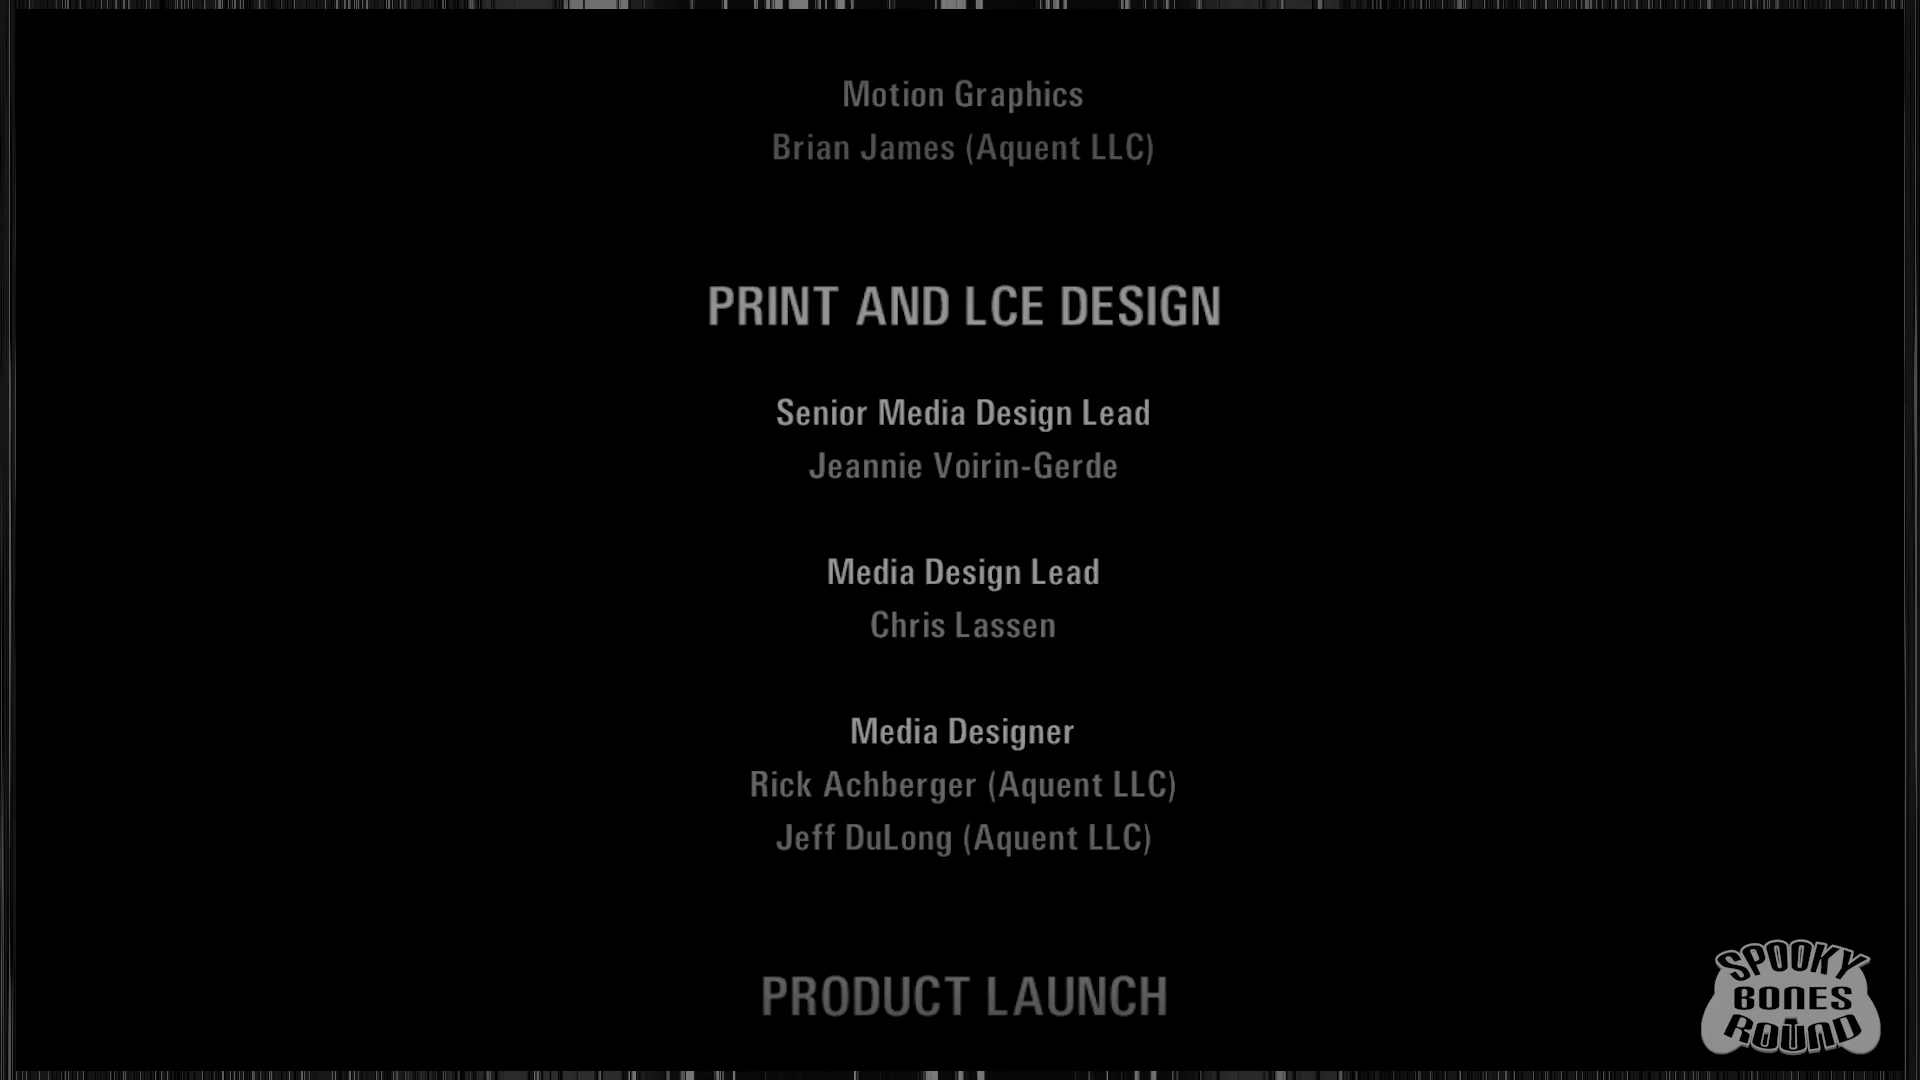 Motion Graphics
Brian James (Aquent LLC)
PRINT AND LCE DESIGN
Senior Media Design Lead
Jeannie Voirin-Gerde
Media Design Lead
Chris Lassen
Media Designer
Rick Achberger (Aquent LLC)
Jeff DuLong (Aquent LLC)
PRODUCT LAUNCH
SPOOKY
BONES
ROUND